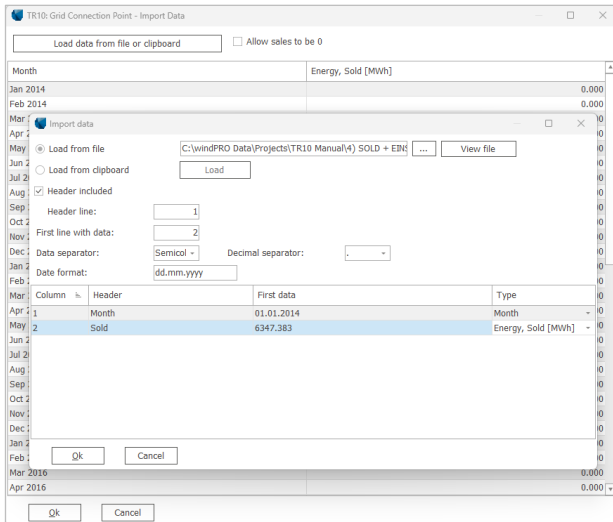 TR10: Grid Connection Point - Import Data
Load data from file or clipboard
Allow sales to be 0
Month Energy, Sold [MWh]
Jan 2014 0.000
Feb 2014 0.000
Import data
Load from file C:\windPRO Data\Projects\TR10 Manual\4) SOLD + EIN ... View file
Load from clipboard Load
Header included
Header line: 1
First line with data: 2
Data separator: Semicol Decimal separator: .
Date format: dd.mm.yyyy
Column Header First data Type
1 Month 01.01.2014 Month
2 Sold 6347.383 Energy, Sold [MWh]
Ok Cancel
Mar 2016 0.000
Apr 2016 0.000
Ok Cancel